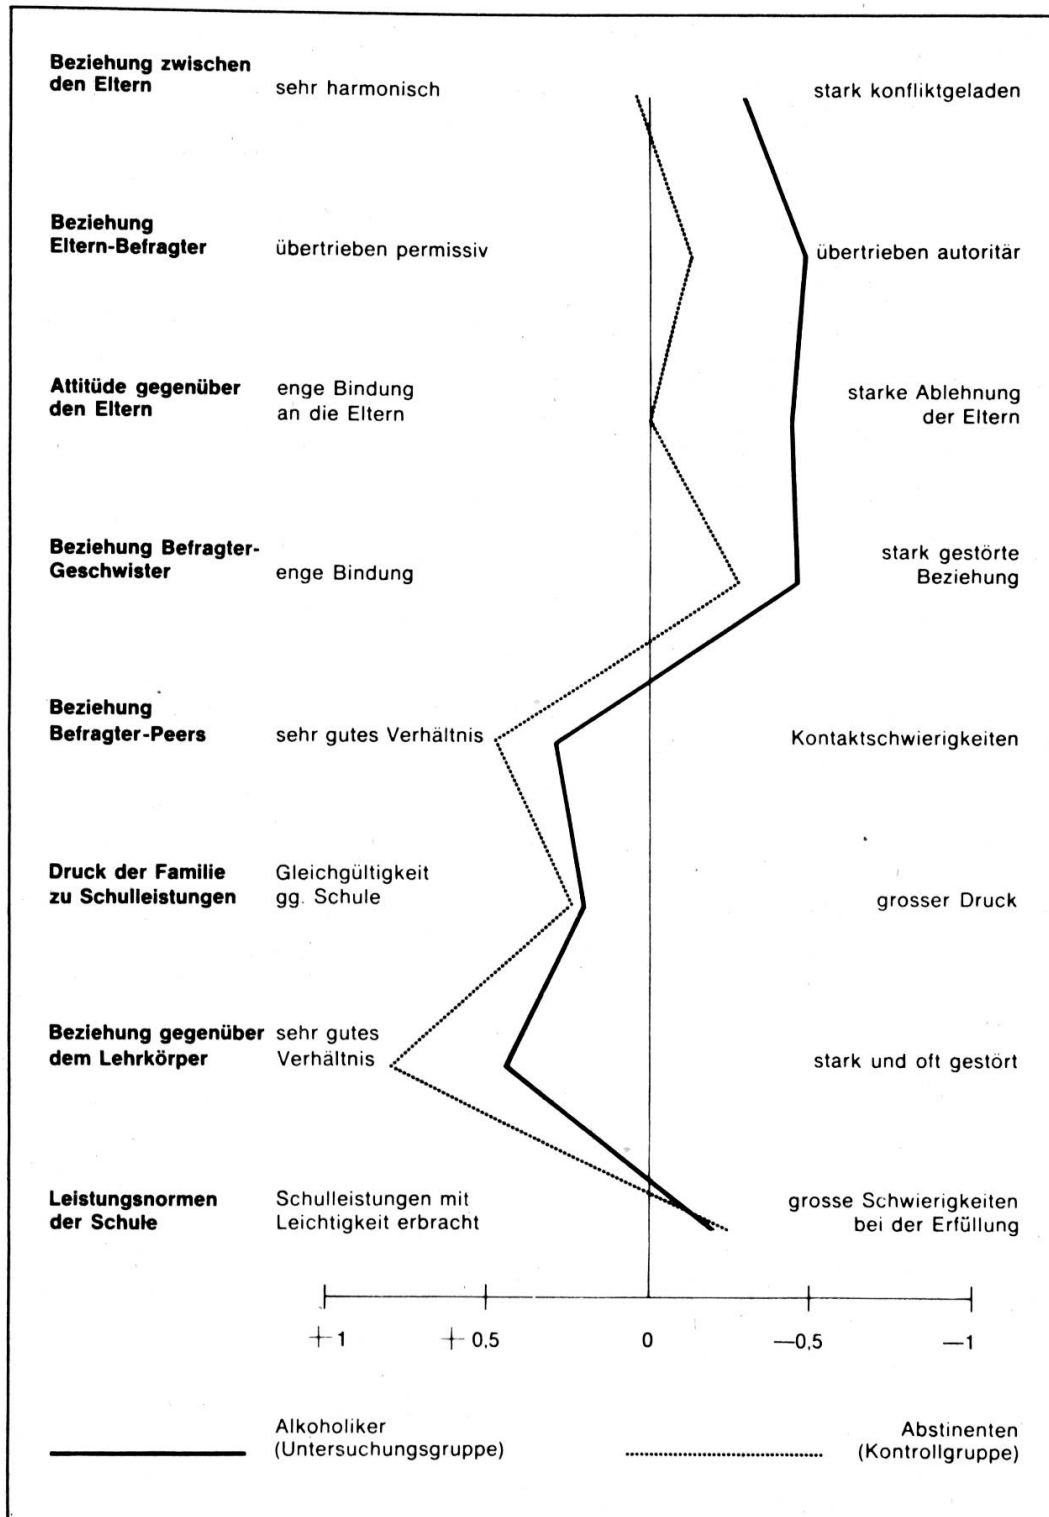 Beziehung zwischen
den Eltern
sehr harmonisch
stark konfliktgeladen
Beziehung
Eltern-Befragter
übertrieben permissiv
übertrieben autoritär
Attitüde gegenüber
den Eltern
enge Bindung
an die Eltern
starke Ablehnung
der Eltern
Beziehung Befragter-
Geschwister
enge Bindung
stark gestörte
Beziehung
Beziehung
Befragter-Peers
sehr gutes Verhältnis
Kontaktschwierigkeiten
Druck der Familie
zu Schulleistungen
Gleichgültigkeit
gg. Schule
grosser Druck
Beziehung gegenüber
dem Lehrkörper
sehr gutes
Verhältnis
stark und oft gestört
Leistungsnormen
der Schule
Schulleistungen mit
Leichtigkeit erbracht
grosse Schwierigkeiten
bei der Erfüllung
+ 1 + 0,5 0 —0,5 —1
Alkoholiker
(Untersuchungsgruppe)
Abstinenten
(Kontrollgruppe)